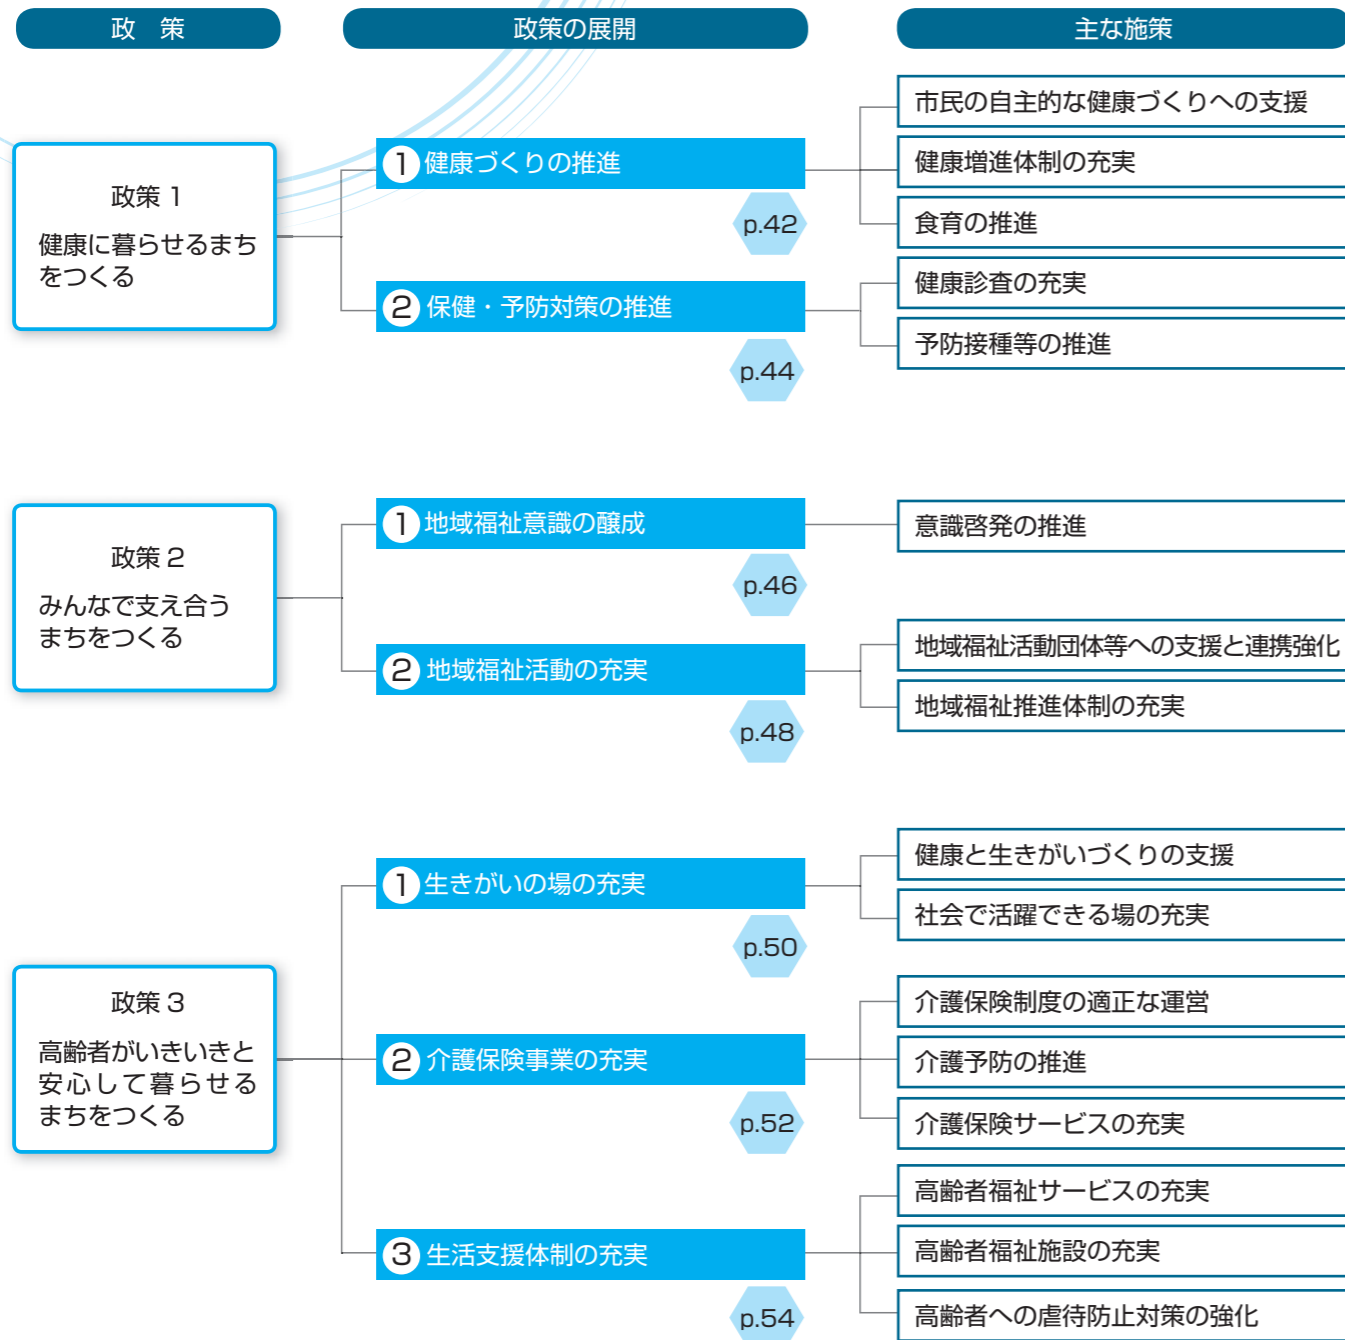 政　策
政策の展開
主な施策
政策 1
健康に暮らせるまち
をつくる
① 健康づくりの推進
p.42
市民の自主的な健康づくりへの支援
健康増進体制の充実
食育の推進
② 保健・予防対策の推進
p.44
健康診査の充実
予防接種等の推進
政策 2
みんなで支え合う
まちをつくる
① 地域福祉意識の醸成
p.46
意識啓発の推進
② 地域福祉活動の充実
p.48
地域福祉活動団体等への支援と連携強化
地域福祉推進体制の充実
政策 3
高齢者がいきいきと
安心して暮らせる
まちをつくる
① 生きがいの場の充実
p.50
健康と生きがいづくりの支援
社会で活躍できる場の充実
② 介護保険事業の充実
p.52
介護保険制度の適正な運営
介護予防の推進
介護保険サービスの充実
③ 生活支援体制の充実
p.54
高齢者福祉サービスの充実
高齢者福祉施設の充実
高齢者への虐待防止対策の強化